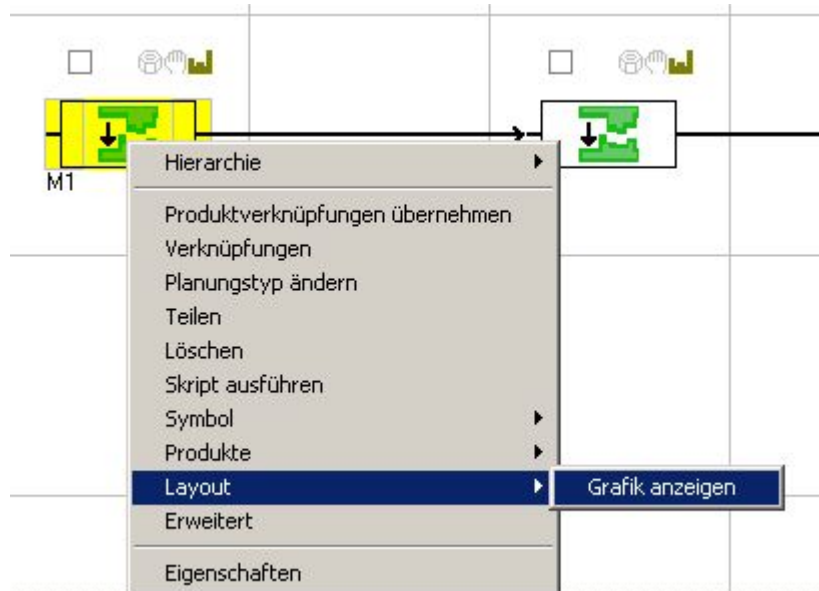 M1
Hierarchie
Produktverknüpfungen übernehmen
Verknüpfungen
Planungstyp ändern
Teilen
Löschen
Skript ausführen
Symbol
Produkte
Layout
Grafik anzeigen
Erweitert
Eigenschaften